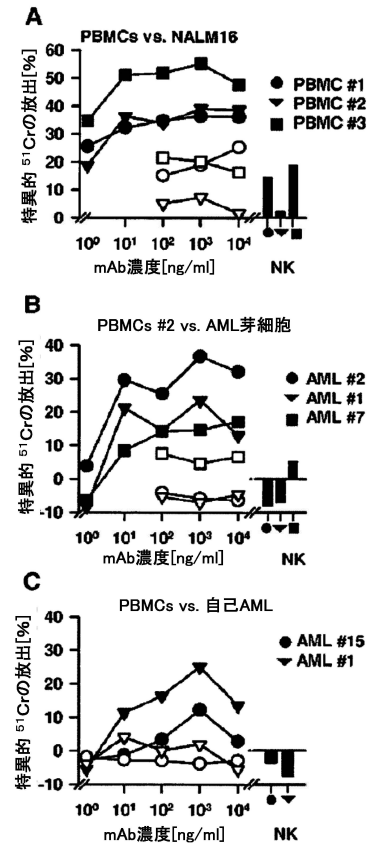 A
PBMCs vs. NALM16
特異的 ⁵¹Crの放出[%]
60
50
40
30
20
10
0
PBMC #1
PBMC #2
PBMC #3
10⁰ 10¹ 10² 10³ 10⁴
mAb濃度[ng/ml]
NK
B
PBMCs #2 vs. AML芽細胞
特異的 ⁵¹Crの放出[%]
40
30
20
10
0
-10
AML #2
AML #1
AML #7
10⁰ 10¹ 10² 10³ 10⁴
mAb濃度[ng/ml]
NK
C
PBMCs vs. 自己AML
特異的 ⁵¹Crの放出[%]
40
30
20
10
0
-10
AML #15
AML #1
10⁰ 10¹ 10² 10³ 10⁴
mAb濃度[ng/ml]
NK